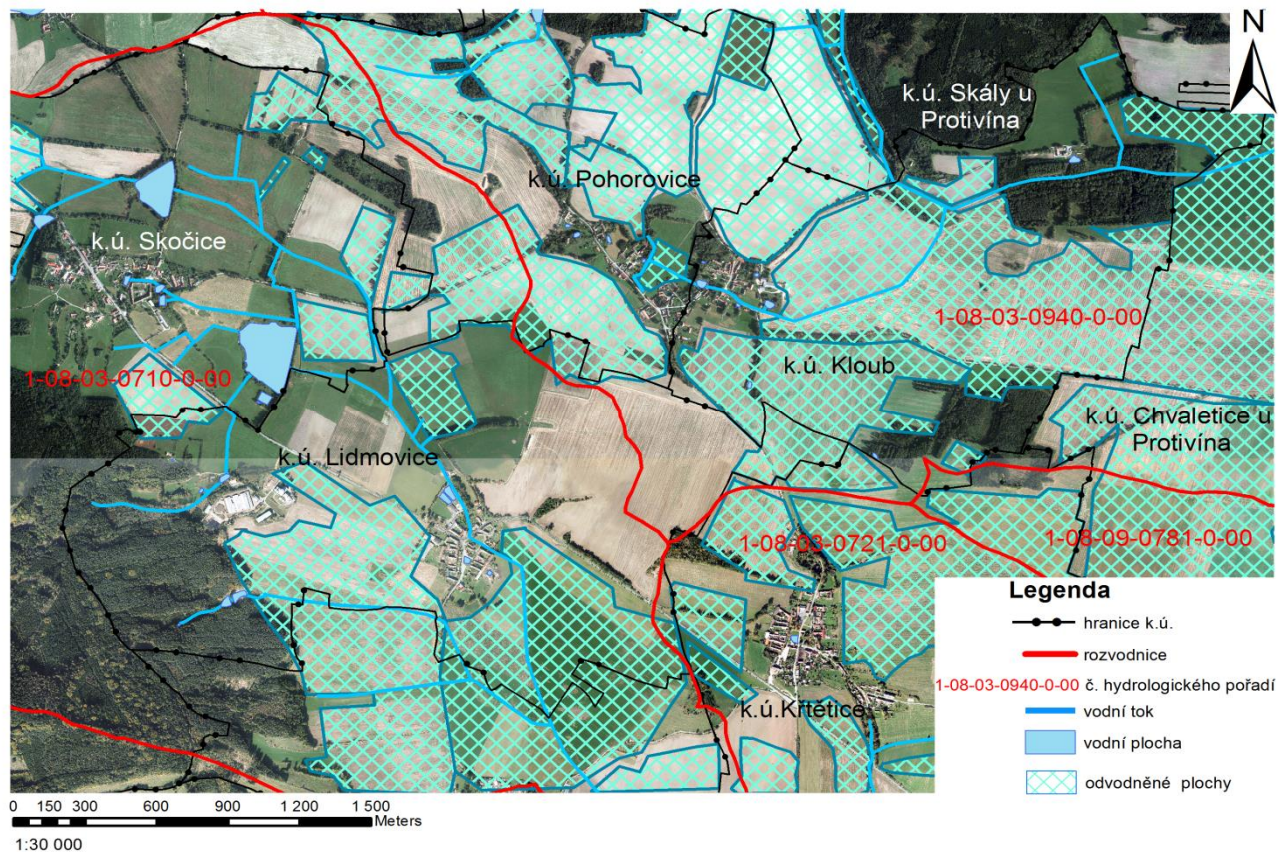 N
k.ú. Skály u
Protivína
k.ú. Pohorovice
k.ú. Skočice
1-08-03-0940-0-00
k.ú. Kloub
1-08-03-0710-0-00
k.ú. Chvaletice u
Protivína
k.ú. Lidmovice
1-08-03-0721-0-00
1-08-09-0781-0-00
k.ú.Krtětice
Legenda
hranice k.ú.
rozvodnice
1-08-03-0940-0-00 č. hydrologického pořadí
vodní tok
vodní plocha
odvodněné plochy
0 150 300 600 900 1 200 1 500
Meters
1:30 000